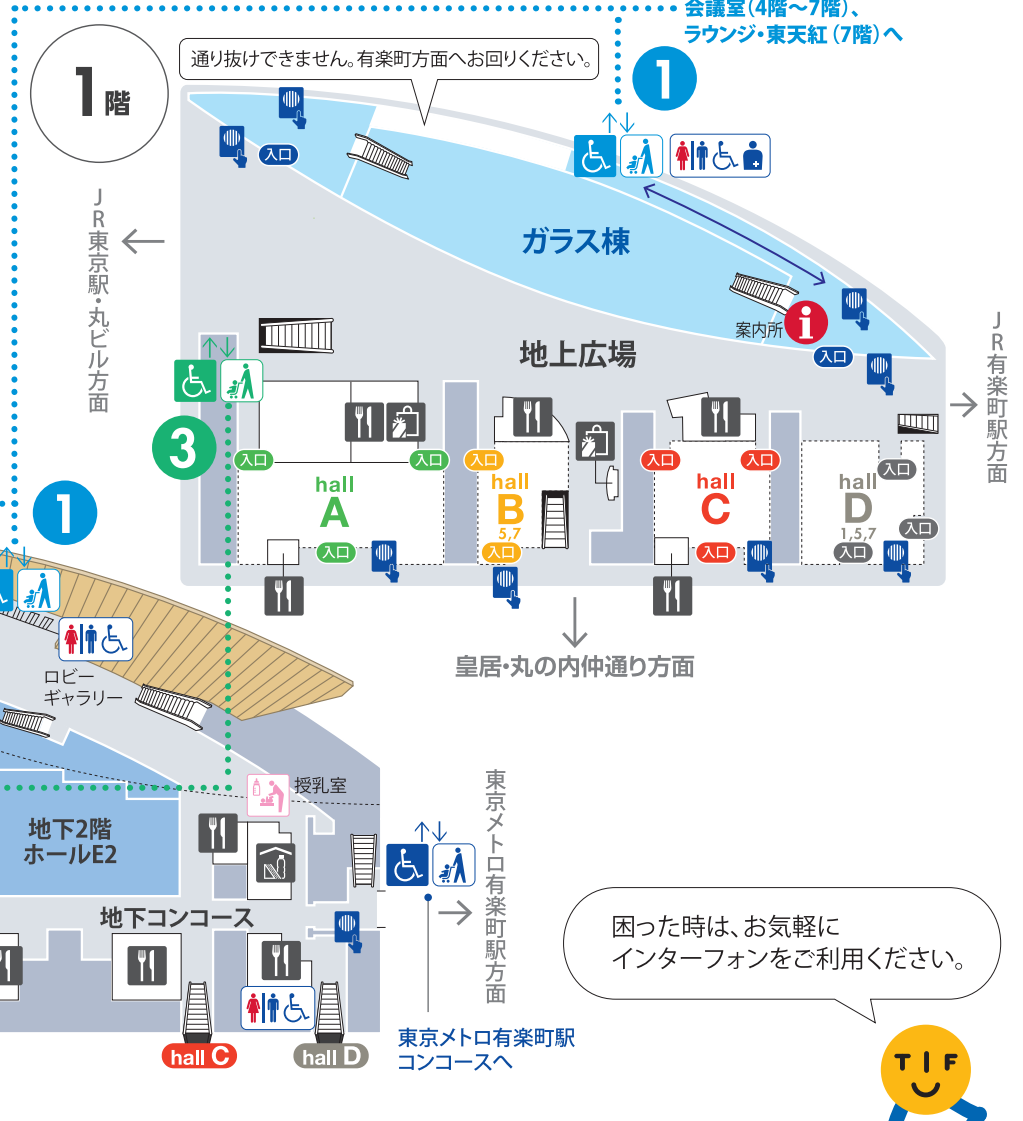 会議室(4階～7階)、
ラウンジ・東天紅(7階)へ
1
1階
通り抜けできません。有楽町方面へお回りください。
入口
JR東京駅・丸ビル方面
ガラス棟
案内所
i
入口
地上広場
JR有楽町駅方面
3
入口
入口
入口
入口
入口
入口
入口
hall
A
hall
B
5,7
hall
C
hall
D
1,5,7
入口
入口
入口
入口
1
皇居・丸の内仲通り方面
ロビー
ギャラリー
授乳室
地下2階
ホールE2
東京メトロ有楽町駅方面
地下コンコース
hall C
hall D
東京メトロ有楽町駅
コンコースへ
困った時は、お気軽に
インターフォンをご利用ください。
TIF